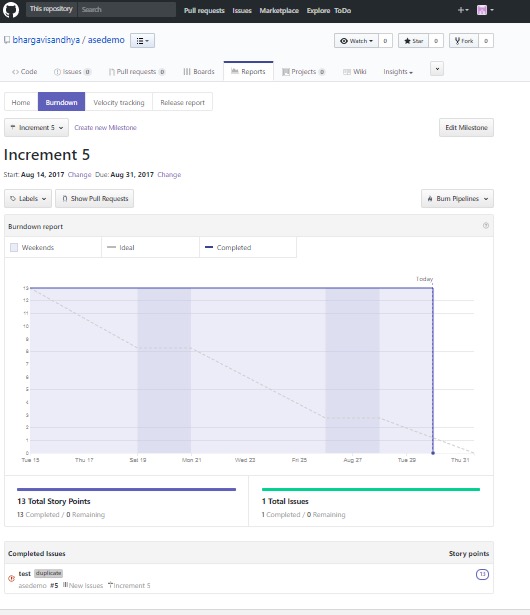 This repository Search Pull requests Issues Marketplace Explore ToDo
bhargavisandhya / asedemo Watch 0 Star 0 Fork 0
Code Issues 0 Pull requests 0 Boards Reports Projects 0 Wiki Insights
Home Burndown Velocity tracking Release report
Increment 5 Create new Milestone Edit Milestone
Increment 5
Start: Aug 14, 2017 Change Due: Aug 31, 2017 Change
Labels Show Pull Requests Burn Pipelines
Burndown report
Weekends Ideal Completed
Today
13
12
11
10
9
8
7
6
5
4
3
2
1
0
Tue 15 Thu 17 Sat 19 Mon 21 Wed 23 Fri 25 Aug 27 Tue 29 Thu 31
13 Total Story Points 1 Total Issues
13 Completed / 0 Remaining 1 Completed / 0 Remaining
Completed Issues Story points
test duplicate 13
asedemo #5 New Issues Increment 5